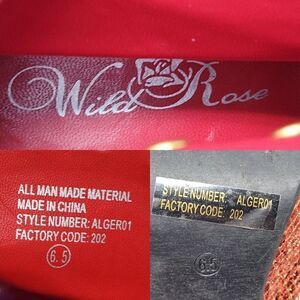 Wild Rose
ALL MAN MADE MATERIAL
MADE IN CHINA
STYLE NUMBER: ALGER01
FACTORY CODE: 202
6.5
STYLE NUMBER: ALGER01
FACTORY CODE: 202
6.5